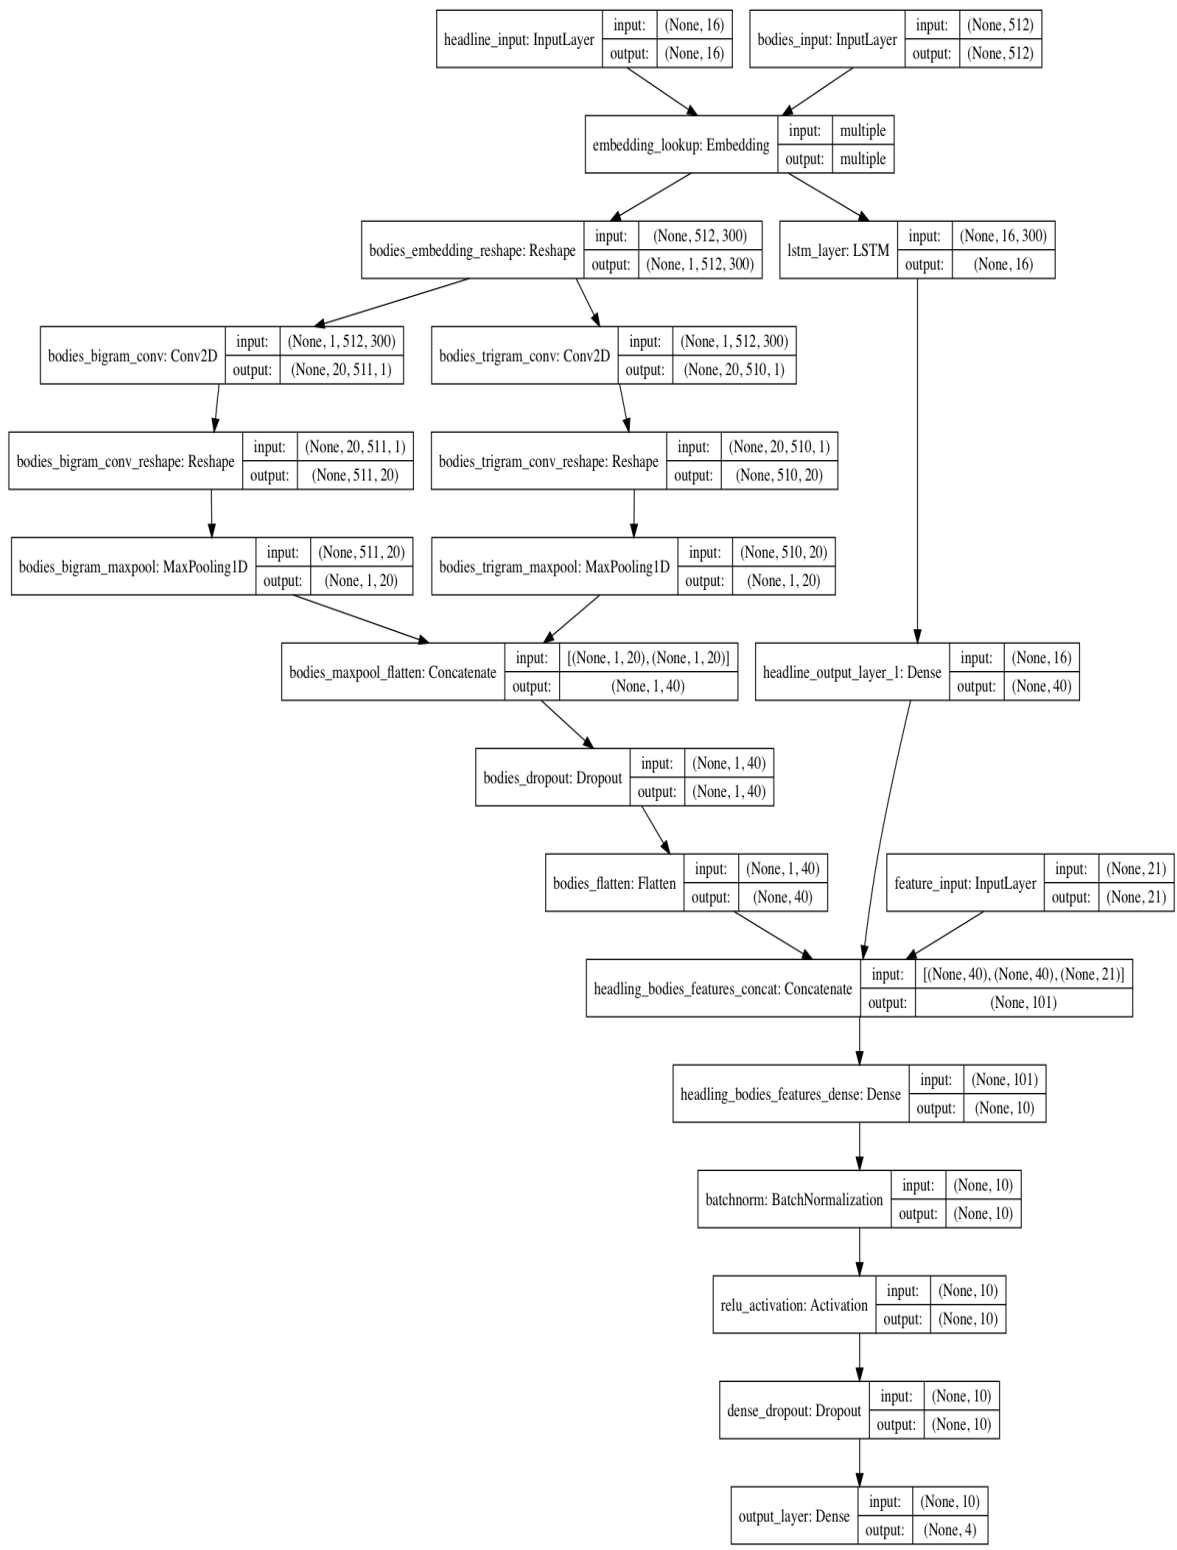 headline_input: InputLayer
input: (None, 16)
output: (None, 16)
bodies_input: InputLayer
input: (None, 512)
output: (None, 512)
embedding_lookup: Embedding
input: multiple
output: multiple
bodies_embedding_reshape: Reshape
input: (None, 512, 300)
output: (None, 1, 512, 300)
lstm_layer: LSTM
input: (None, 16, 300)
output: (None, 16)
bodies_bigram_conv: Conv2D
input: (None, 1, 512, 300)
output: (None, 20, 511, 1)
bodies_trigram_conv: Conv2D
input: (None, 1, 512, 300)
output: (None, 20, 510, 1)
bodies_bigram_conv_reshape: Reshape
input: (None, 20, 511, 1)
output: (None, 511, 20)
bodies_trigram_conv_reshape: Reshape
input: (None, 20, 510, 1)
output: (None, 510, 20)
bodies_bigram_maxpool: MaxPooling1D
input: (None, 511, 20)
output: (None, 1, 20)
bodies_trigram_maxpool: MaxPooling1D
input: (None, 510, 20)
output: (None, 1, 20)
bodies_maxpool_flatten: Concatenate
input: [(None, 1, 20), (None, 1, 20)]
output: (None, 1, 40)
headline_output_layer_1: Dense
input: (None, 16)
output: (None, 40)
bodies_dropout: Dropout
input: (None, 1, 40)
output: (None, 1, 40)
bodies_flatten: Flatten
input: (None, 1, 40)
output: (None, 40)
feature_input: InputLayer
input: (None, 21)
output: (None, 21)
headling_bodies_features_concat: Concatenate
input: [(None, 40), (None, 40), (None, 21)]
output: (None, 101)
headling_bodies_features_dense: Dense
input: (None, 101)
output: (None, 10)
batchnorm: BatchNormalization
input: (None, 10)
output: (None, 10)
relu_activation: Activation
input: (None, 10)
output: (None, 10)
dense_dropout: Dropout
input: (None, 10)
output: (None, 10)
output_layer: Dense
input: (None, 10)
output: (None, 4)